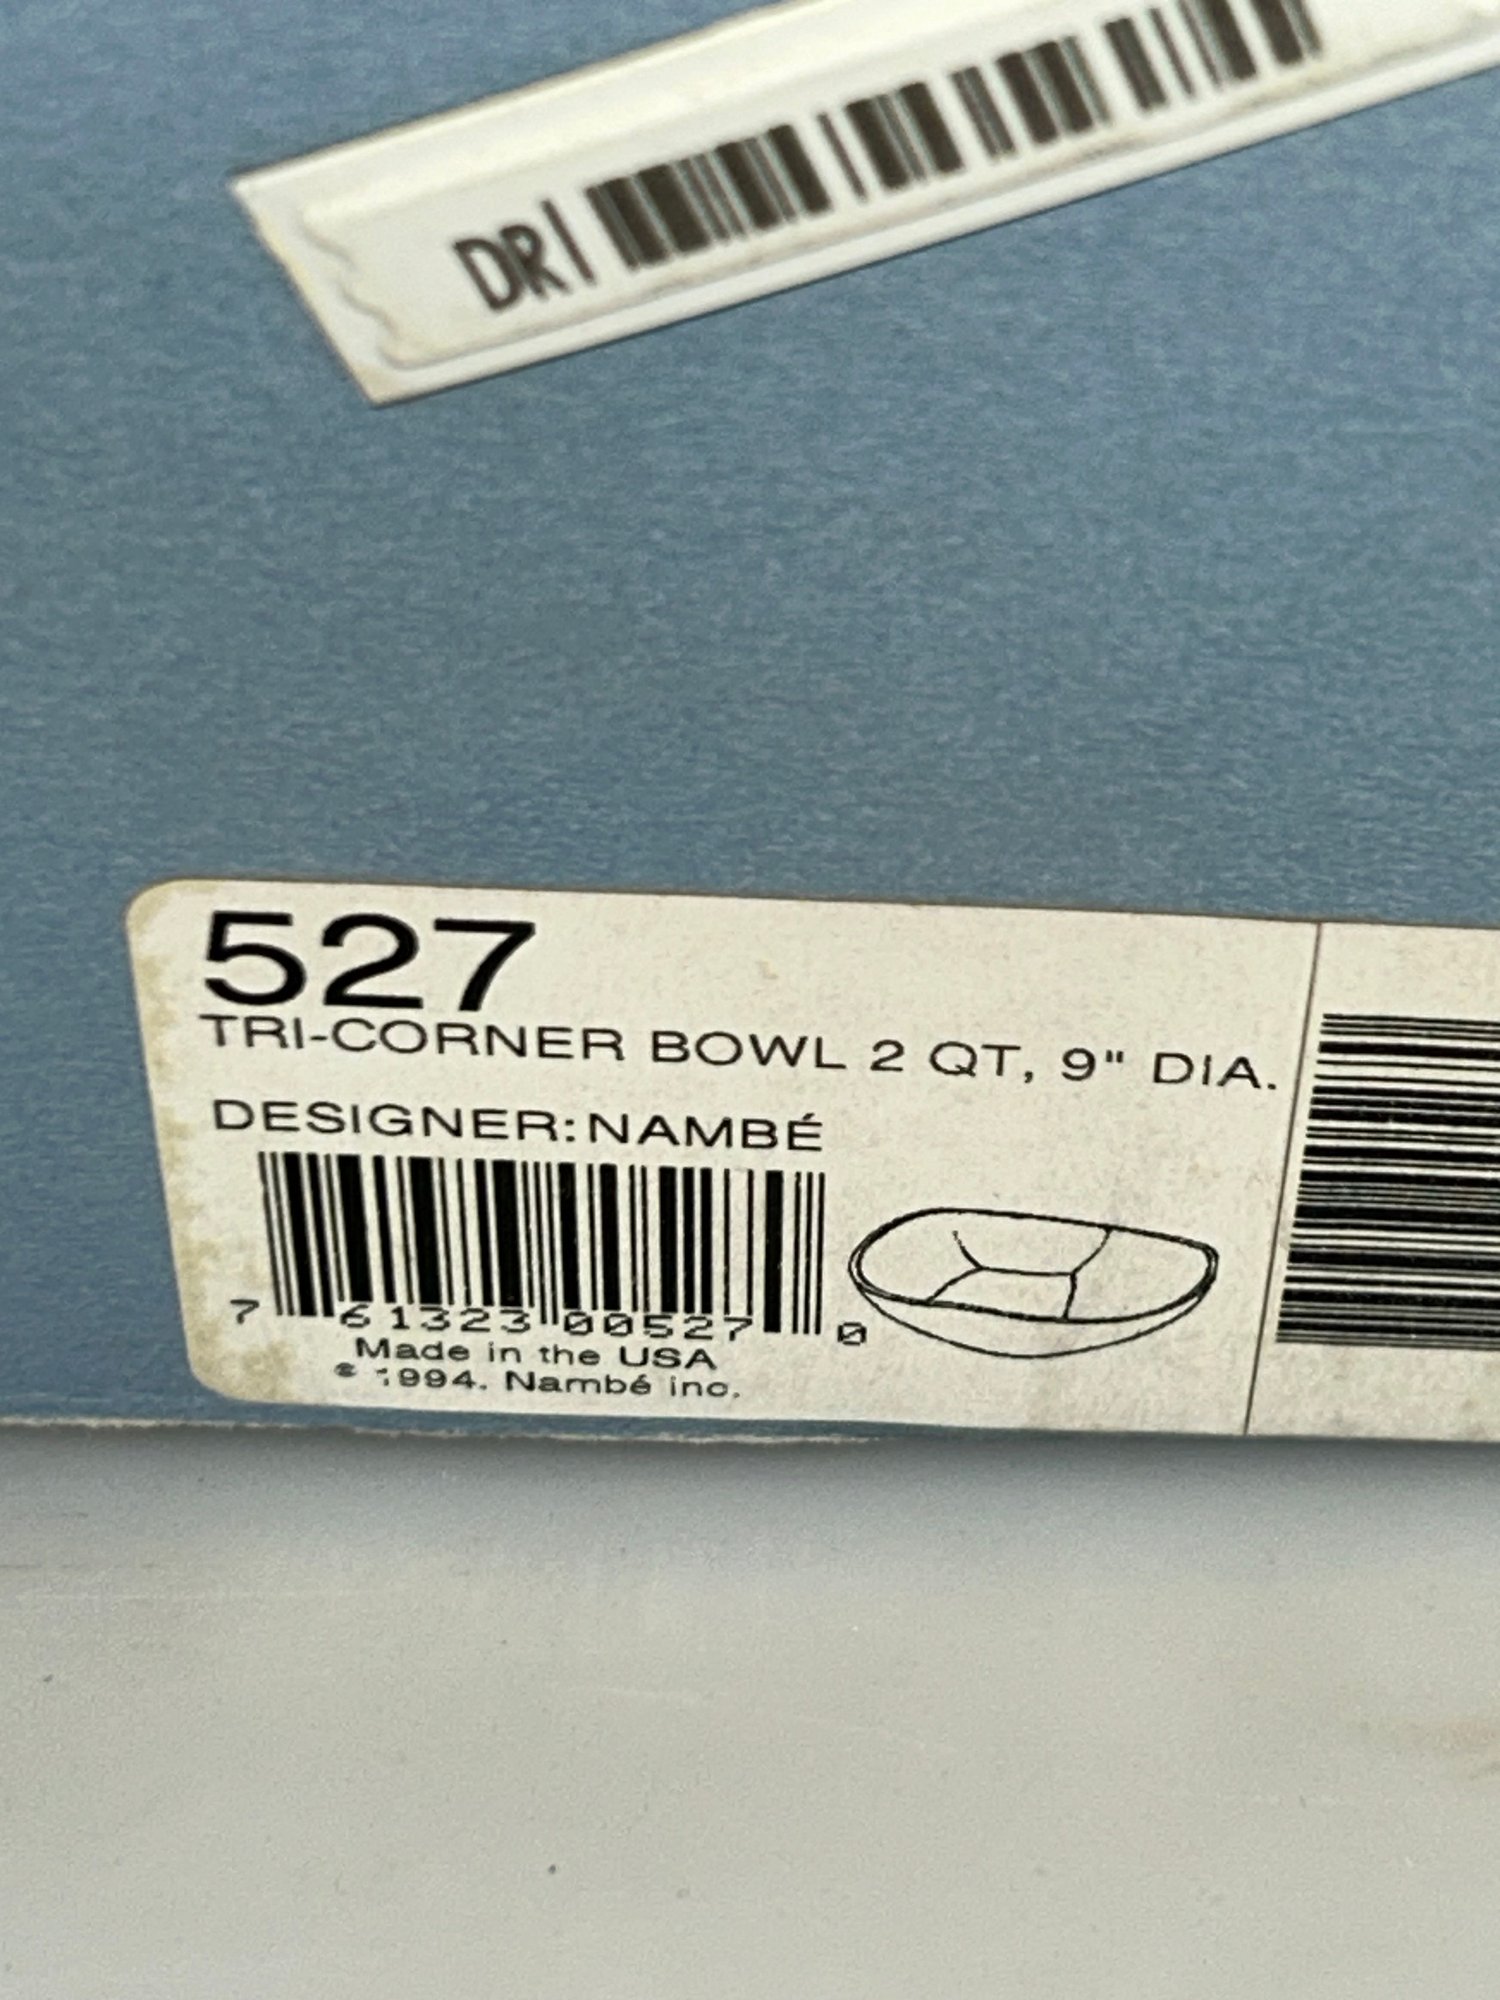 DRI
527
TRI-CORNER BOWL 2 QT, 9" DIA.
DESIGNER: NAMBÉ
7 61323 00527 0
Made in the USA
© 1994. Nambé inc.